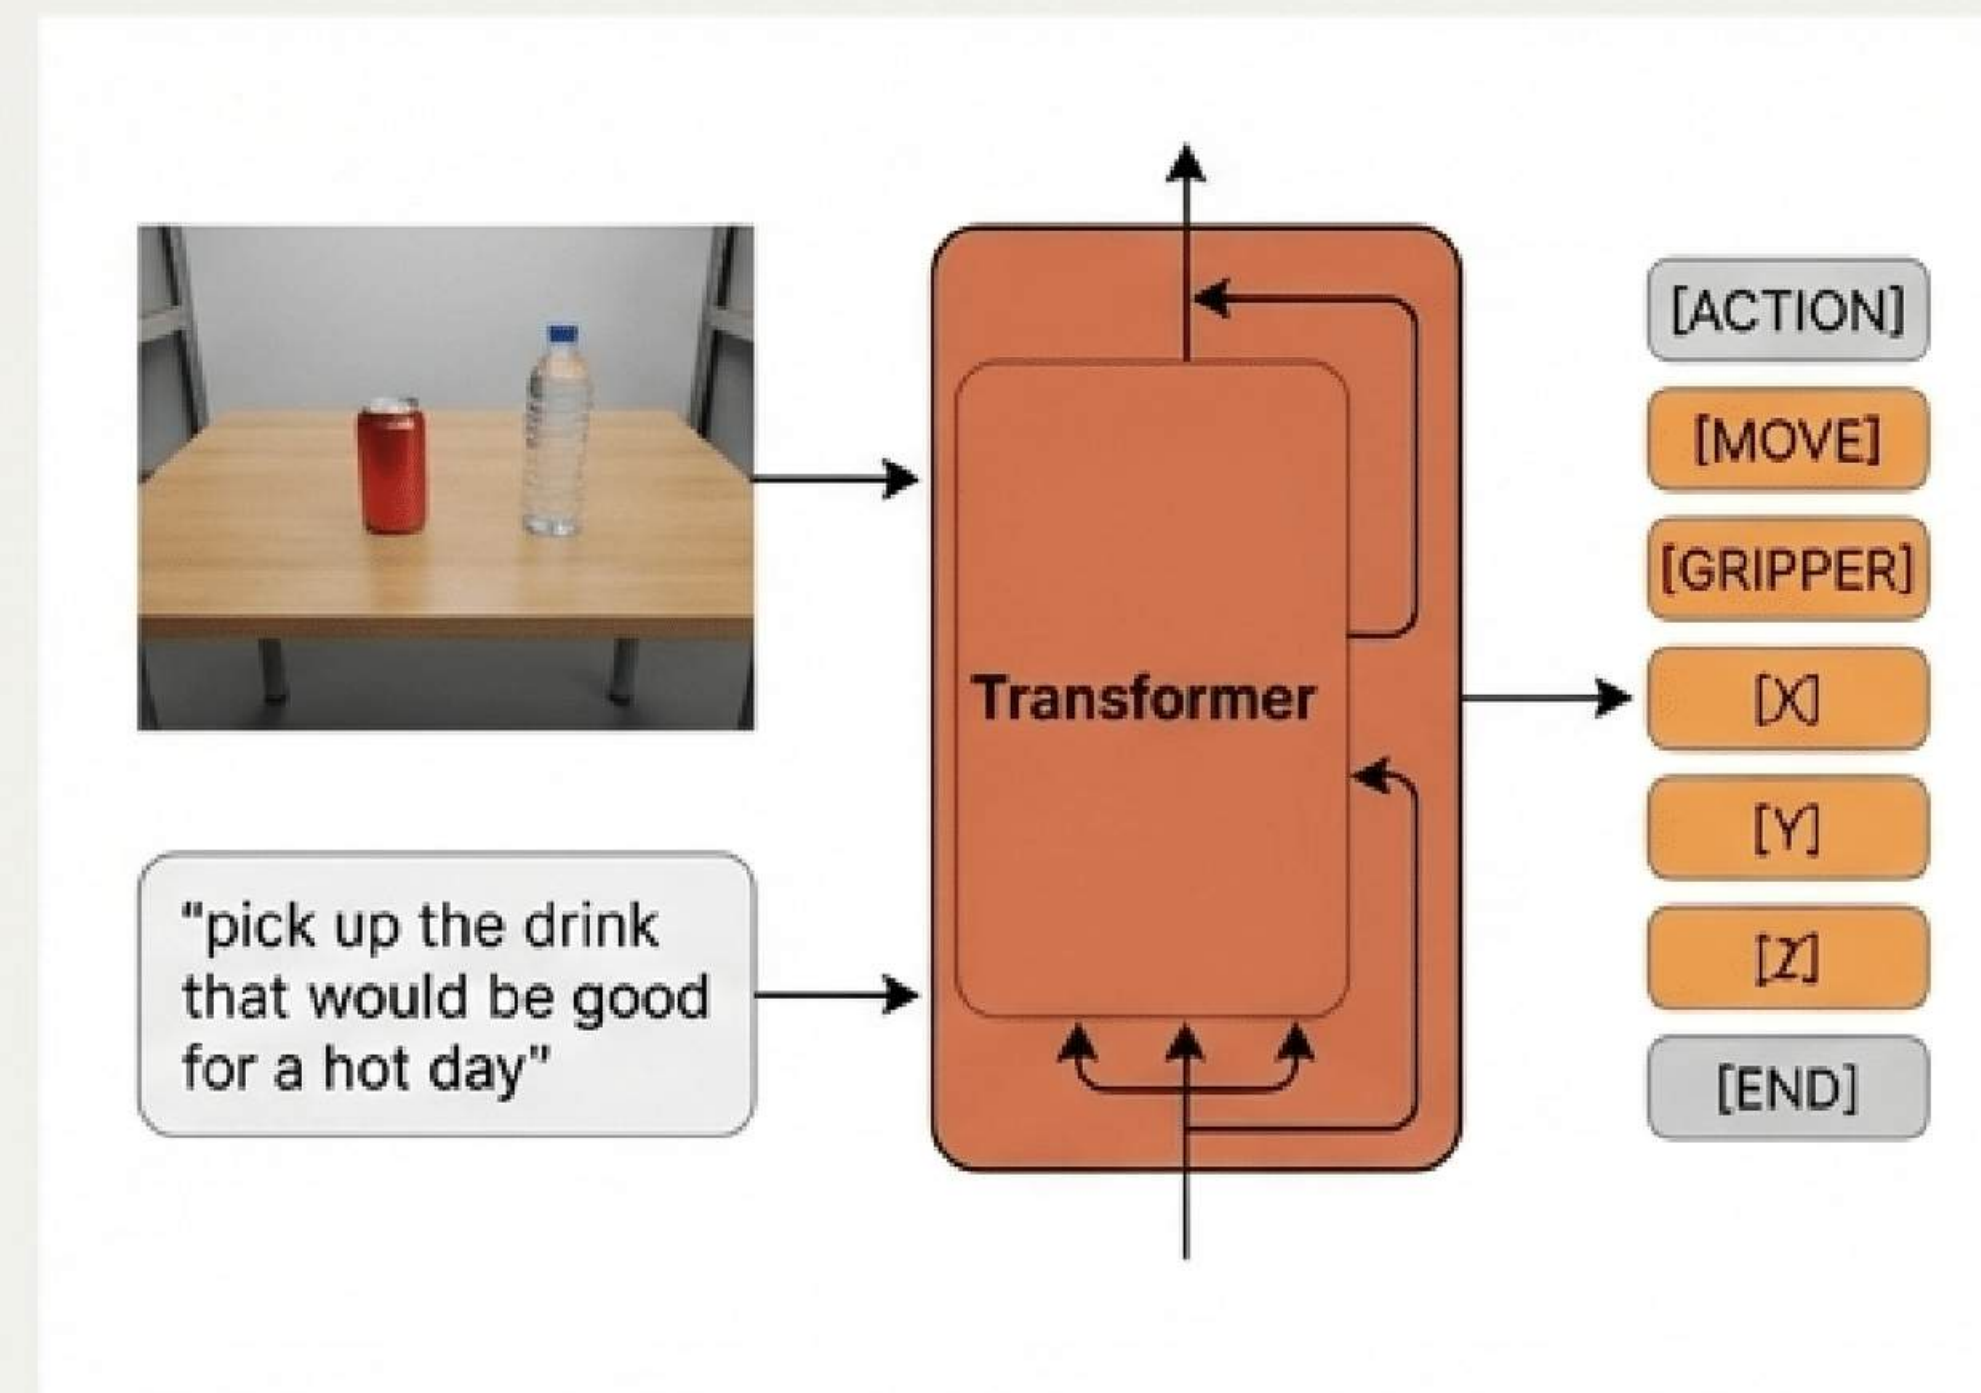 “pick up the drink
that would be good
for a hot day”
Transformer
[ACTION]
[MOVE]
[GRIPPER]
[X]
[Y]
[Z]
[END]